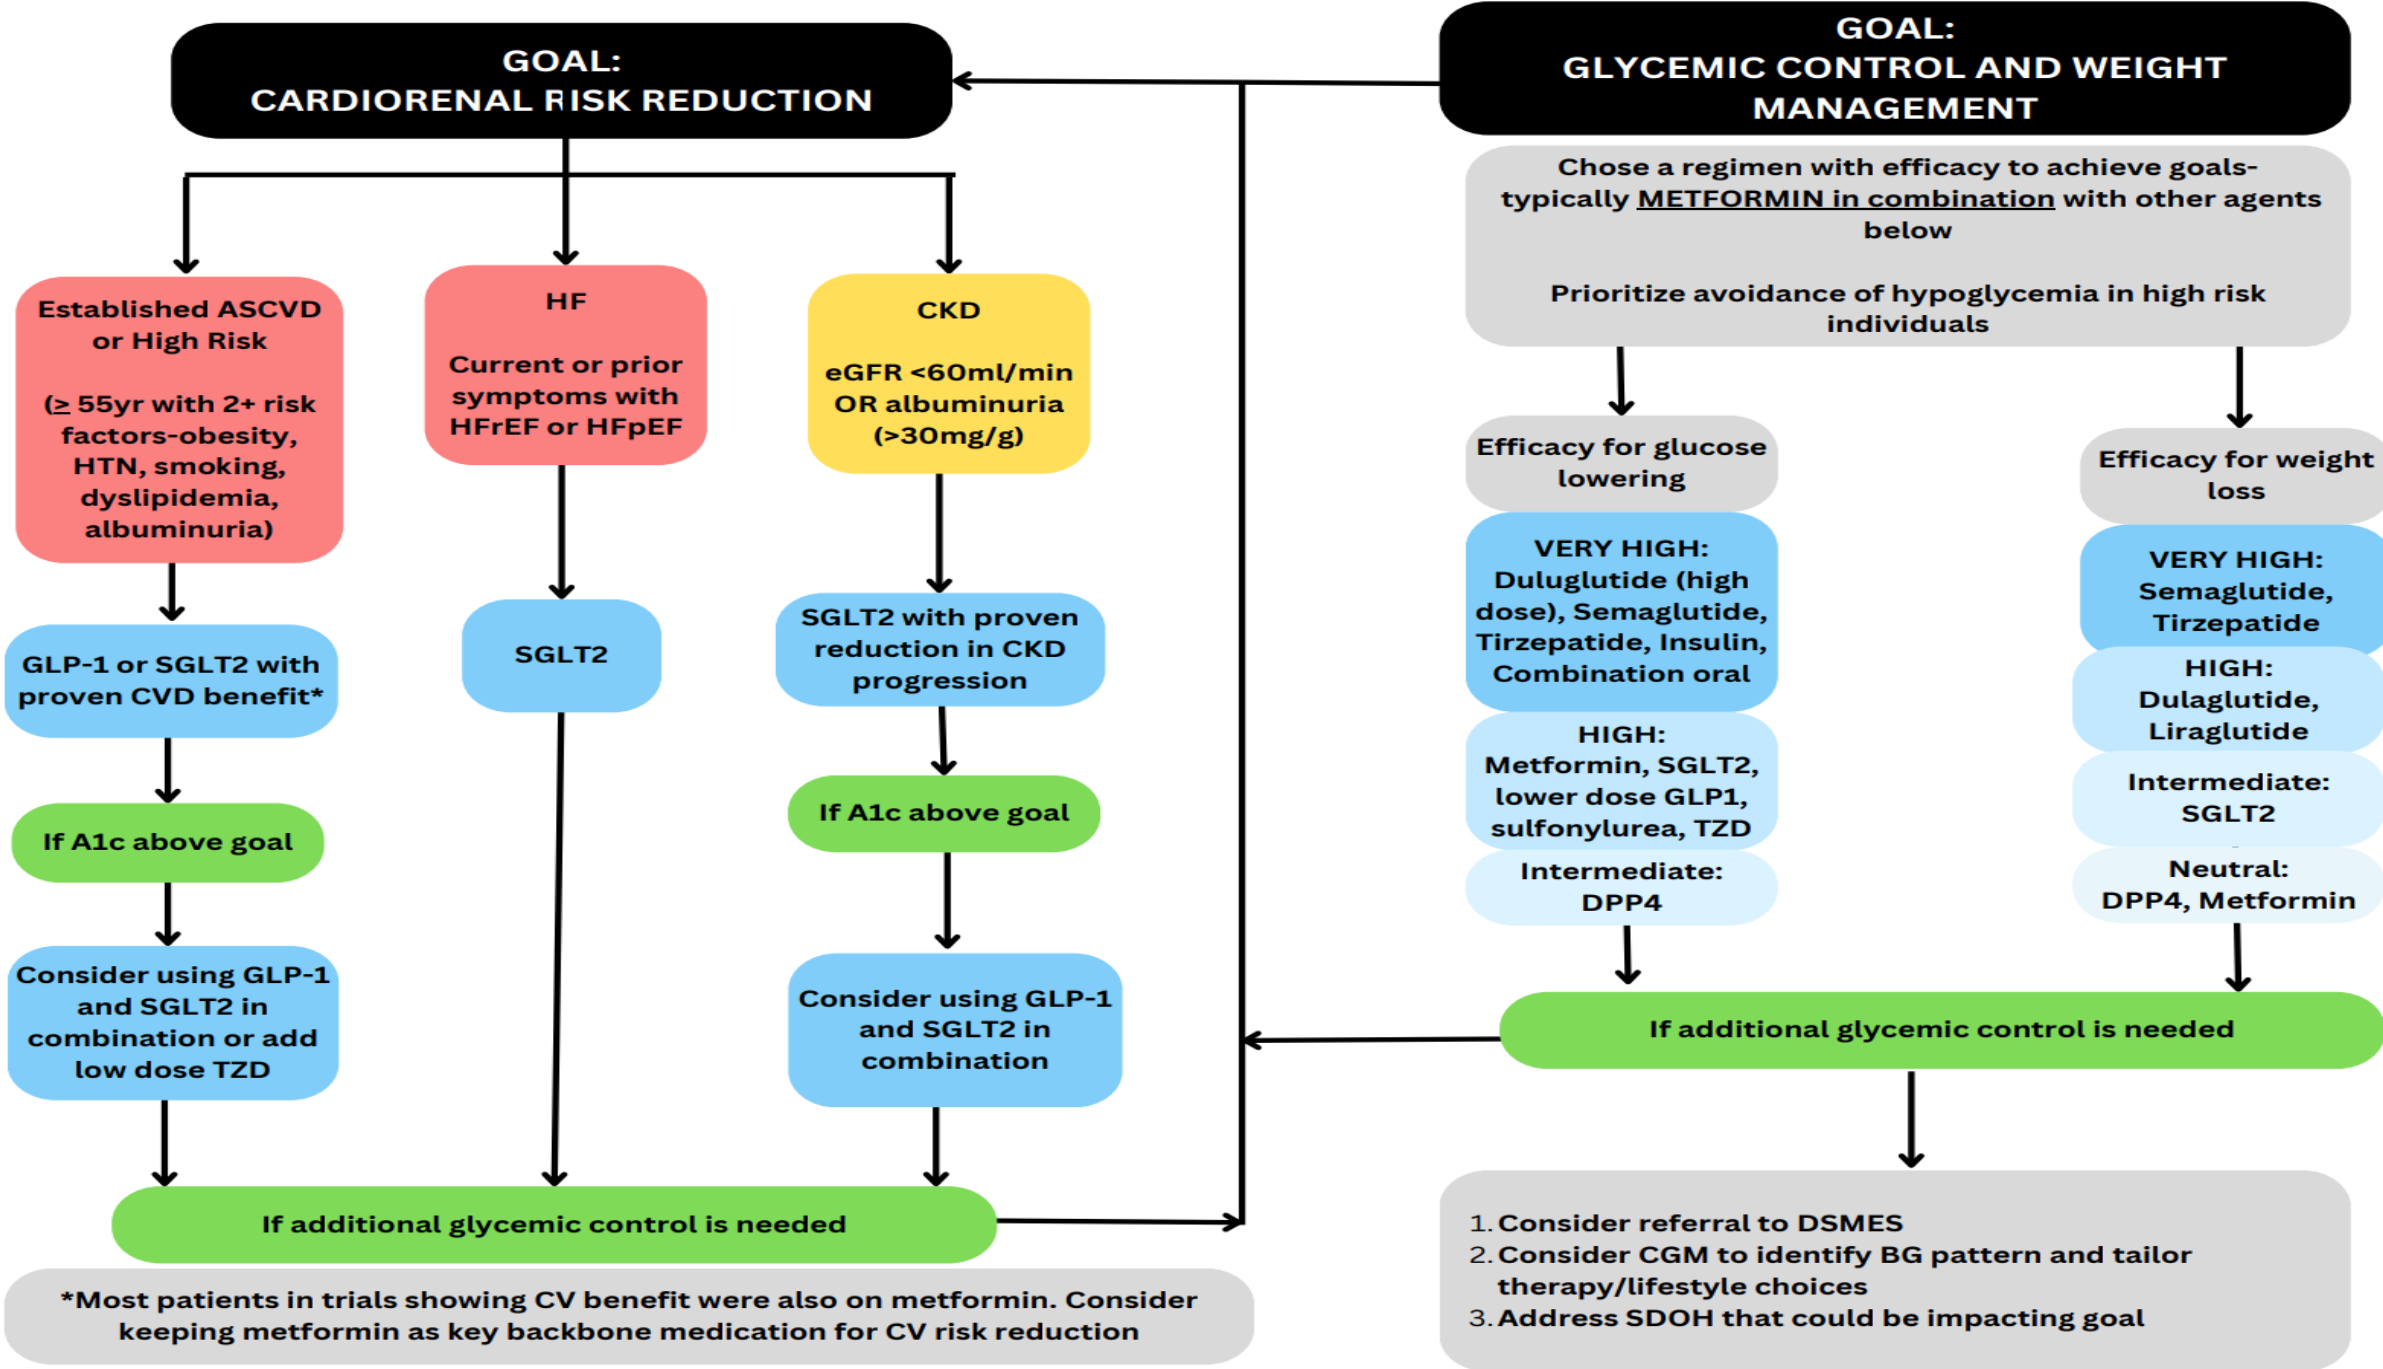 GOAL:
CARDIORENAL RISK REDUCTION
Established ASCVD
or High Risk
(≥ 55yr with 2+ risk
factors-obesity,
HTN, smoking,
dyslipidemia,
albuminuria)
GLP-1 or SGLT2 with
proven CVD benefit*
If A1c above goal
Consider using GLP-1
and SGLT2 in
combination or add
low dose TZD
HF
Current or prior
symptoms with
HFrEF or HFpEF
SGLT2
CKD
eGFR <60ml/min
OR albuminuria
(>30mg/g)
SGLT2 with proven
reduction in CKD
progression
If A1c above goal
Consider using GLP-1
and SGLT2 in
combination
If additional glycemic control is needed
*Most patients in trials showing CV benefit were also on metformin. Consider
keeping metformin as key backbone medication for CV risk reduction
GOAL:
GLYCEMIC CONTROL AND WEIGHT
MANAGEMENT
Chose a regimen with efficacy to achieve goals-
typically METFORMIN in combination with other agents
below
Prioritize avoidance of hypoglycemia in high risk
individuals
Efficacy for glucose
lowering
VERY HIGH:
Duluglutide (high
dose), Semaglutide,
Tirzepatide, Insulin,
Combination oral
HIGH:
Metformin, SGLT2,
lower dose GLP1,
sulfonylurea, TZD
Intermediate:
DPP4
Efficacy for weight
loss
VERY HIGH:
Semaglutide,
Tirzepatide
HIGH:
Dulaglutide,
Liraglutide
Intermediate:
SGLT2
Neutral:
DPP4, Metformin
If additional glycemic control is needed
1. Consider referral to DSMES
2. Consider CGM to identify BG pattern and tailor
therapy/lifestyle choices
3. Address SDOH that could be impacting goal